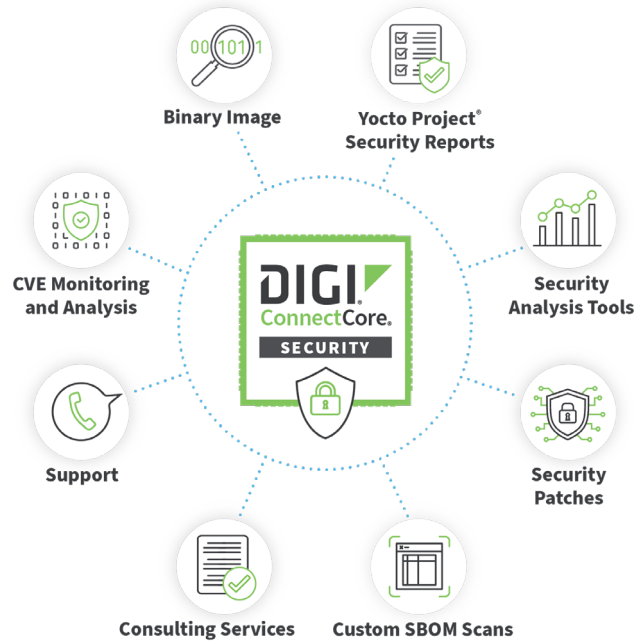 00 101 1
Binary Image
Yocto Project®
Security Reports
CVE Monitoring
and Analysis
Security
Analysis Tools
DIGI®
ConnectCore®
SECURITY
Support
Security
Patches
Consulting Services
Custom SBOM Scans